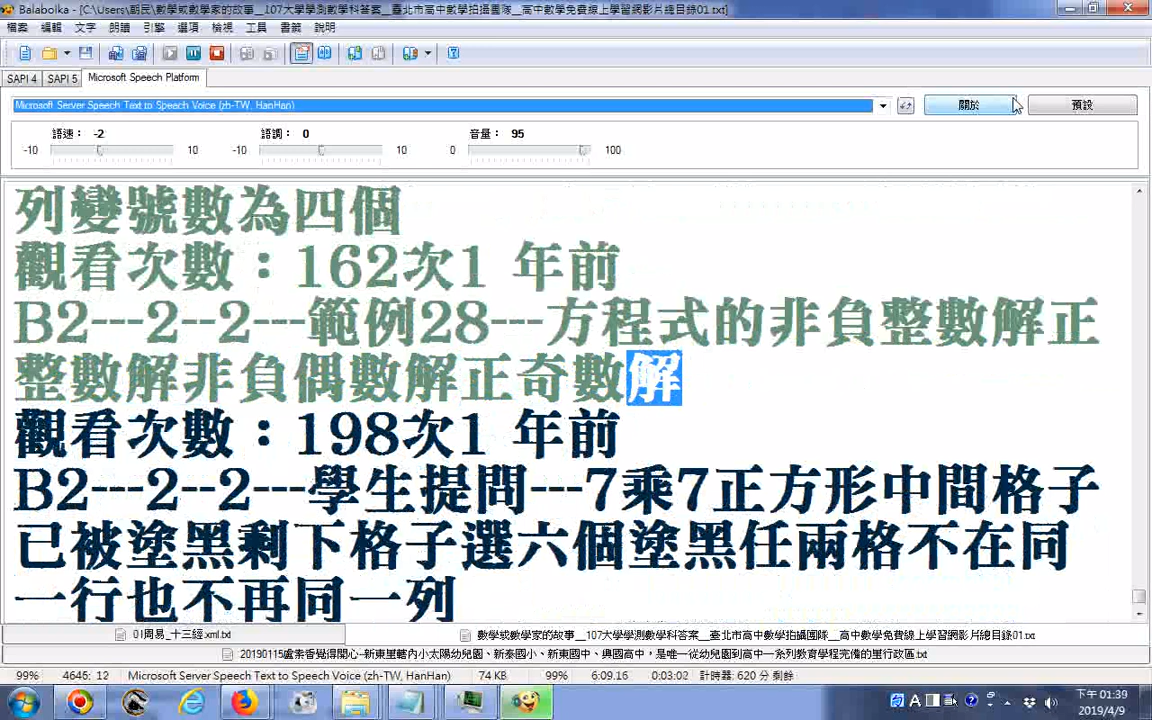 Balabolka - [C:\Users\朝民\數學或數學家的故事__107大學學測數學科答案__臺北市高中數學拍攝團隊__高中數學免費線上學習網影片總目錄01.txt]
檔案 編輯 文字 朗讀 引擎 選項 檢視 工具 書籤 說明
SAPI 4 SAPI 5 Microsoft Speech Platform
Microsoft Server Speech Text to Speech Voice (zh-TW, HanHan)
關於 預設
語速： -2 語調： 0 音量： 95
-10 10 -10 10 0 100
列變號數為四個
觀看次數：162次1 年前
B2---2--2---範例28---方程式的非負整數解正
整數解非負偶數解正奇數解
觀看次數：198次1 年前
B2---2--2---學生提問---7乘7正方形中間格子
已被塗黑剩下格子選六個塗黑任兩格不在同
一行也不再同一列
01周易_十三經.xml.txt 數學或數學家的故事__107大學學測數學科答案__臺北市高中數學拍攝團隊__高中數學免費線上學習網影片總目錄01.txt
20190115盧素香覺得開心-新東里轄內小太陽幼兒園、新泰國小、新東國中、興國高中，是唯一從幼兒園到高中一系列教育學程完備的里行政區.txt
99% 4645: 12 Microsoft Server Speech Text to Speech Voice (zh-TW, HanHan) 74 KB 99% 6:09.16 0:03:02 計時器: 620 分 剩餘
下午 01:39
2019/4/9